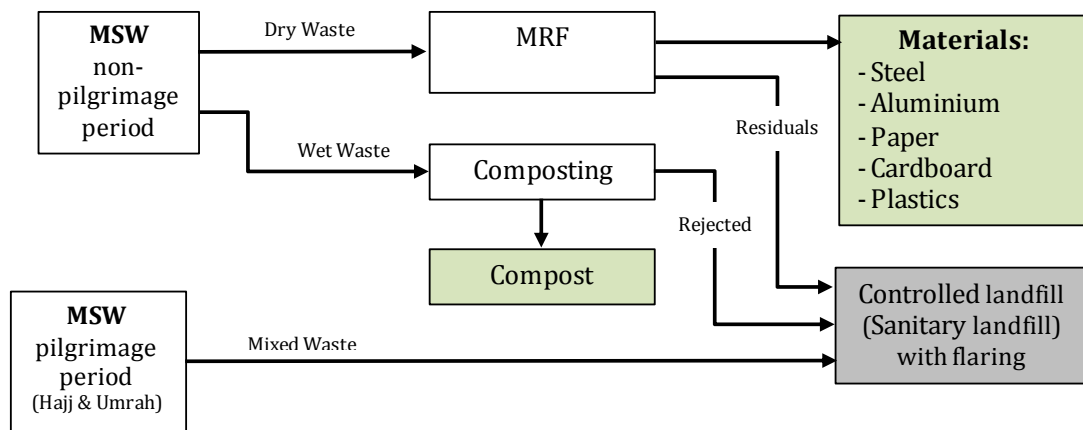 MSW
non-
pilgrimage
period
Dry Waste
MRF
Materials:
- Steel
- Aluminium
- Paper
- Cardboard
- Plastics
Residuals
Wet Waste
Composting
Rejected
Compost
MSW
pilgrimage
period
(Hajj & Umrah)
Mixed Waste
Controlled landfill
(Sanitary landfill)
with flaring